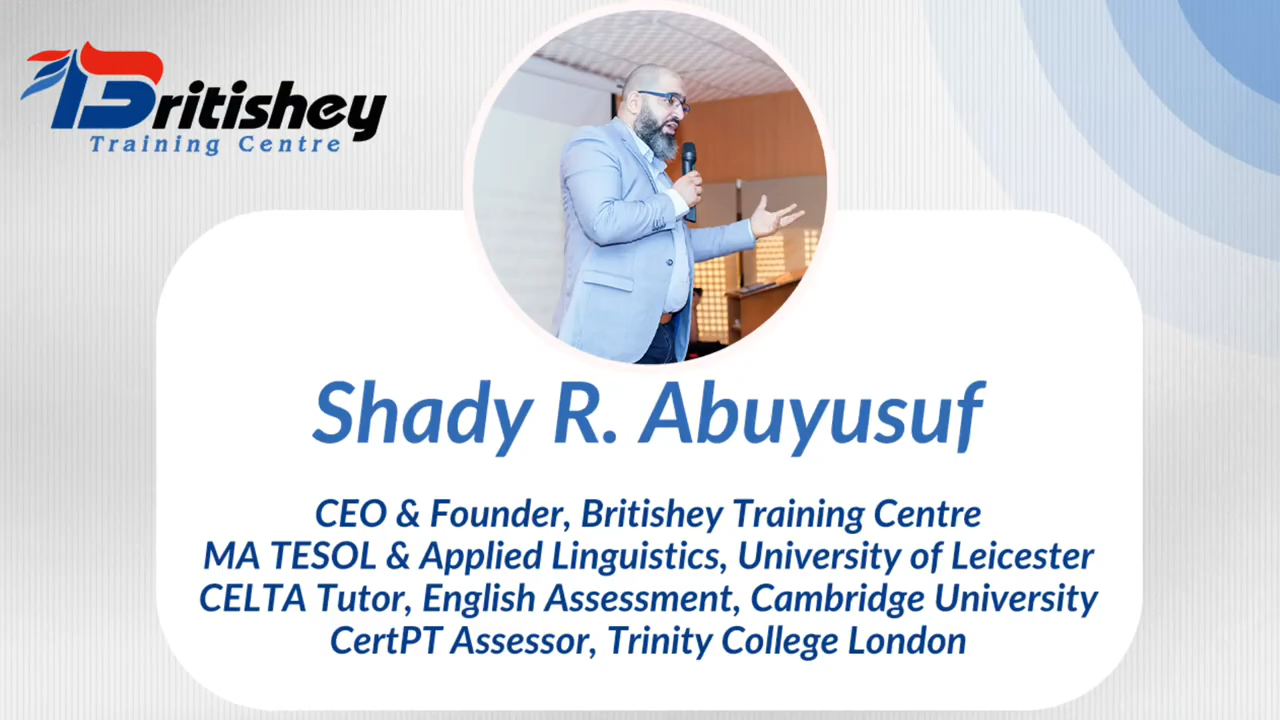 Britishey
Training Centre
Shady R. Abuyusuf
CEO & Founder, Britishey Training Centre
MA TESOL & Applied Linguistics, University of Leicester
CELTA Tutor, English Assessment, Cambridge University
CertPT Assessor, Trinity College London